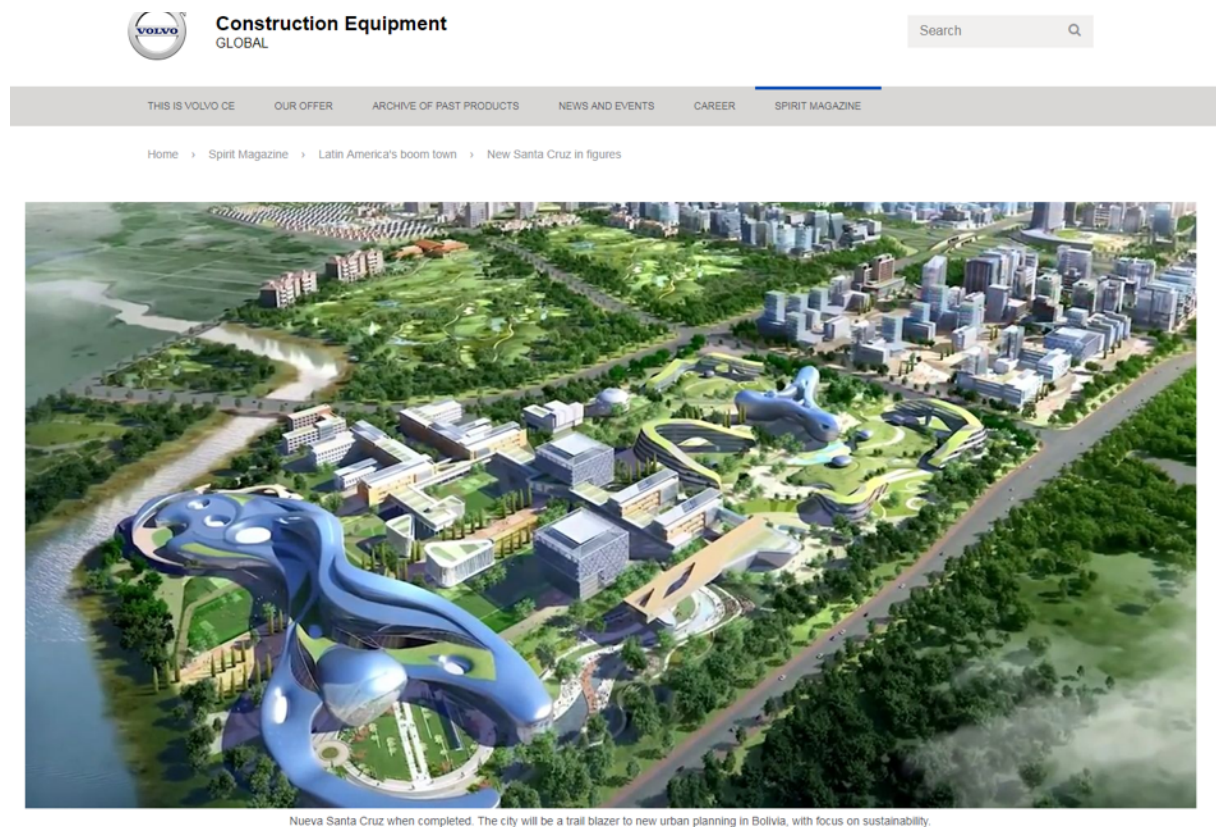 VOLVO
Construction Equipment
GLOBAL
Search
THIS IS VOLVO CE OUR OFFER ARCHIVE OF PAST PRODUCTS NEWS AND EVENTS CAREER SPIRIT MAGAZINE
Home › Spirit Magazine › Latin America's boom town › New Santa Cruz in figures
Nueva Santa Cruz when completed. The city will be a trail blazer to new urban planning in Bolivia, with focus on sustainability.